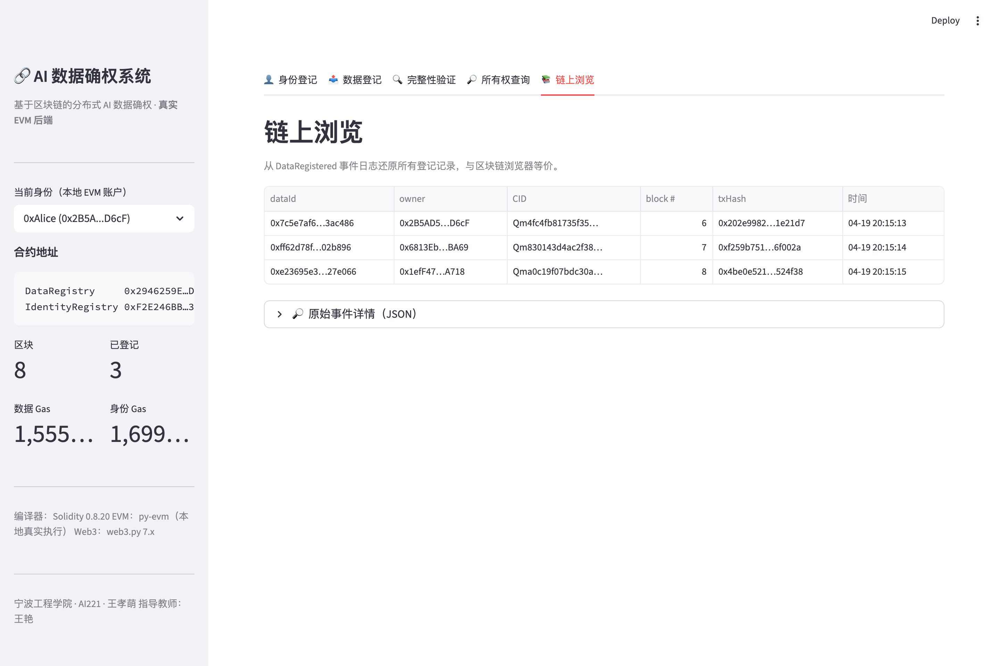 Deploy
AI 数据确权系统
基于区块链的分布式 AI 数据确权 · 真实
EVM 后端
当前身份（本地 EVM 账户）
0xAlice (0x2B5A...D6cF)
合约地址
DataRegistry 0x2946259E…D
IdentityRegistry 0xF2E246BB…3
区块 已登记
8 3
数据 Gas 身份 Gas
1,555… 1,699…
编译器：Solidity 0.8.20 EVM：py-evm（本
地真实执行） Web3：web3.py 7.x
宁波工程学院 · AI221 · 王孝萌 指导教师：
王艳
身份登记 数据登记 完整性验证 所有权查询 链上浏览
链上浏览
从 DataRegistered 事件日志还原所有登记记录，与区块链浏览器等价。
dataId owner CID block # txHash 时间
0x7c5e7af6…3ac486 0x2B5AD5…D6cF Qm4fc4fb81735f35… 6 0x202e9982…1e21d7 04-19 20:15:13
0xff62d78f…02b896 0x6813Eb…BA69 Qm830143d4ac2f38… 7 0xf259b751…6f002a 04-19 20:15:14
0xe23695e3…27e066 0x1efF47…A718 Qma0c19f07bdc30a… 8 0x4be0e521…524f38 04-19 20:15:15
原始事件详情（JSON）